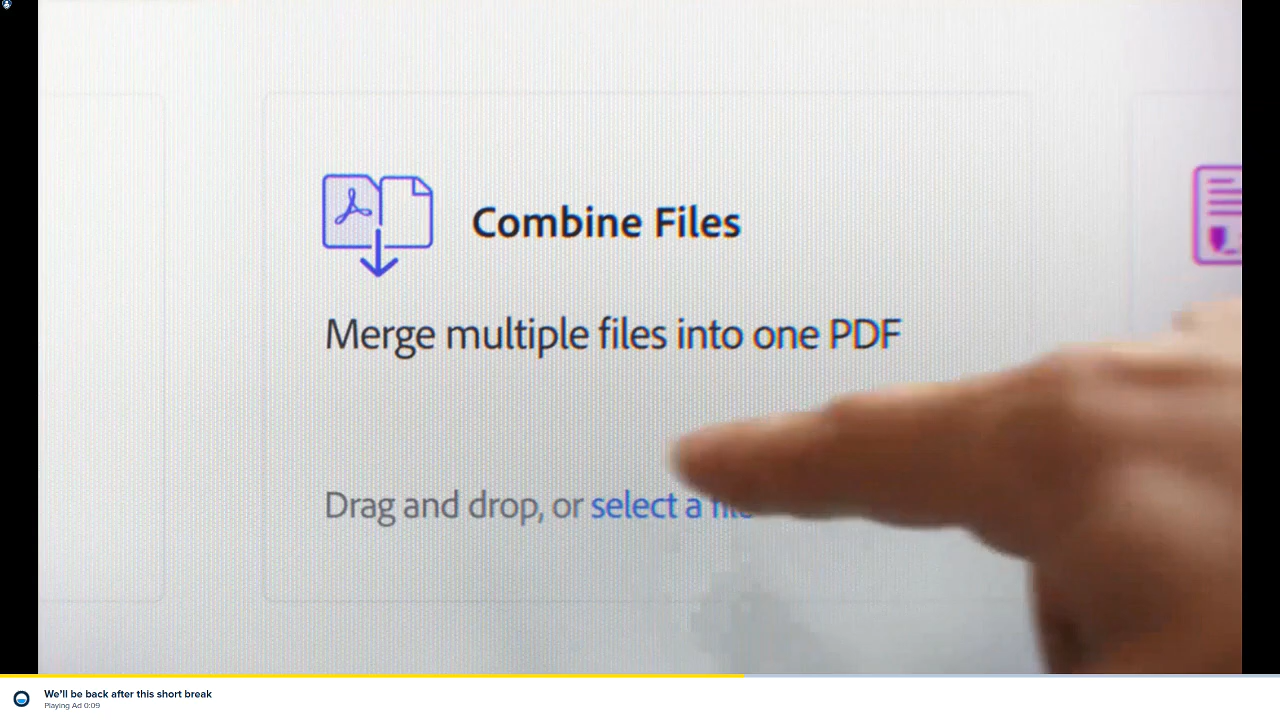 Combine Files
Merge multiple files into one PDF
Drag and drop, or select a file
We'll be back after this short break
Playing Ad 0:09